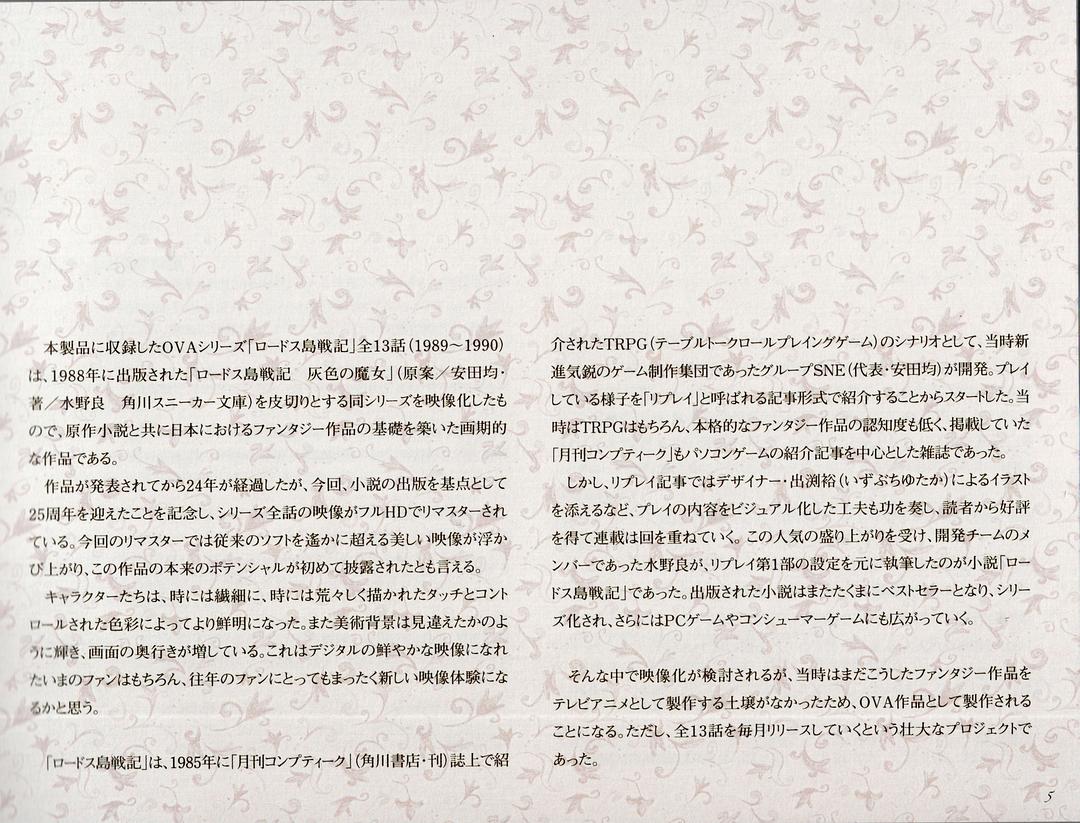 本製品に収録したOVAシリーズ「ロードス島戦記」全13話(1989〜1990)
は、1988年に出版された「ロードス島戦記　灰色の魔女」(原案／安田均・
著／水野良　角川スニーカー文庫)を皮切りとする同シリーズを映像化したも
ので、原作小説と共に日本におけるファンタジー作品の基礎を築いた画期的
な作品である。
作品が発表されてから24年が経過したが、今回、小説の出版を基点として
25周年を迎えたことを記念し、シリーズ全話の映像がフルHDでリマスターされ
ている。今回のリマスターでは従来のソフトを遙かに超える美しい映像が浮か
び上がり、この作品の本来のポテンシャルが初めて披露されたとも言える。
キャラクターたちは、時には繊細に、時には荒々しく描かれたタッチとコント
ロールされた色彩によってより鮮明になった。また美術背景は見違えたかのよ
うに輝き、画面の奥行きが増している。これはデジタルの鮮やかな映像になれ
たいまのファンはもちろん、往年のファンにとってもまったく新しい映像体験にな
るかと思う。
「ロードス島戦記」は、1985年に「月刊コンプティーク」(角川書店・刊)誌上で紹
介されたTRPG(テーブルトークロールプレイングゲーム)のシナリオとして、当時新
進気鋭のゲーム制作集団であったグループSNE(代表・安田均)が開発。プレイ
している様子を「リプレイ」と呼ばれる記事形式で紹介することからスタートした。当
時はTRPGはもちろん、本格的なファンタジー作品の認知度も低く、掲載していた
「月刊コンプティーク」もパソコンゲームの紹介記事を中心とした雑誌であった。
しかし、リプレイ記事ではデザイナー・出渕裕(いずぶちゆたか)によるイラスト
を添えるなど、プレイの内容をビジュアル化した工夫も功を奏し、読者から好評
を得て連載は回を重ねていく。この人気の盛り上がりを受け、開発チームのメ
ンバーであった水野良が、リプレイ第1部の設定を元に執筆したのが小説「ロー
ドス島戦記」であった。出版された小説はまたたくまにベストセラーとなり、シリー
ズ化され、さらにはPCゲームやコンシューマーゲームにも広がっていく。
そんな中で映像化が検討されるが、当時はまだこうしたファンタジー作品を
テレビアニメとして製作する土壌がなかったため、OVA作品として製作される
ことになる。ただし、全13話を毎月リリースしていくという壮大なプロジェクトで
あった。
5